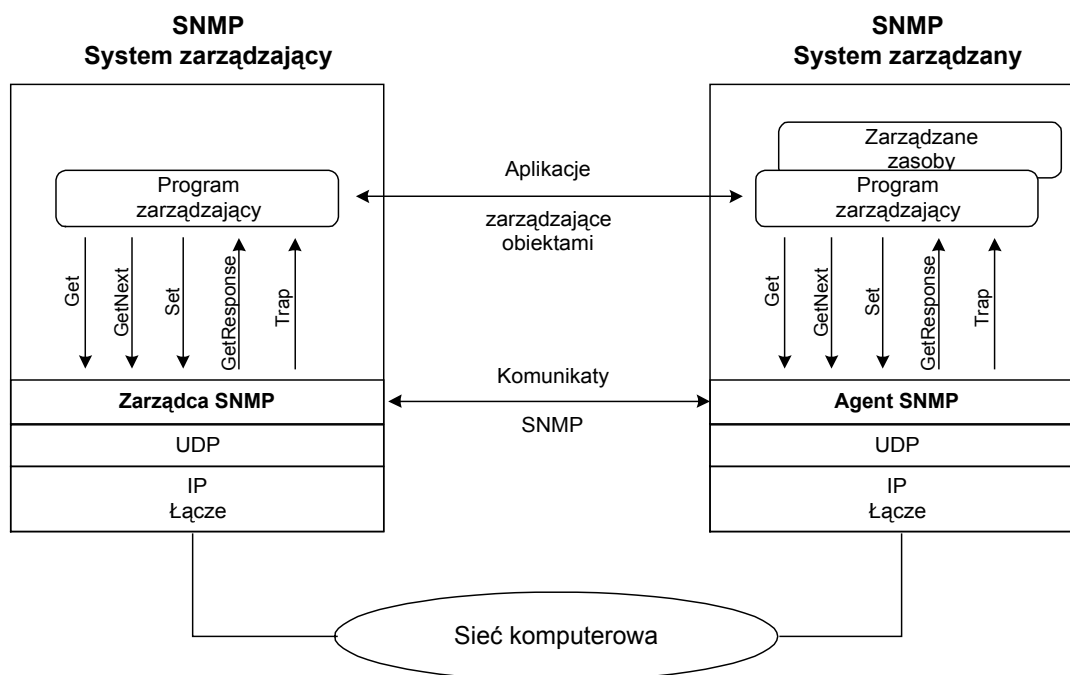 SNMP
System zarządzający
SNMP
System zarządzany
Program
zarządzający
Aplikacje
zarządzające
obiektami
Zarządzane
zasoby
Program
zarządzający
Get
GetNext
Set
GetResponse
Trap
Get
GetNext
Set
GetResponse
Trap
Zarządca SNMP
Komunikaty
SNMP
Agent SNMP
UDP
UDP
IP
Łącze
IP
Łącze
Sieć komputerowa